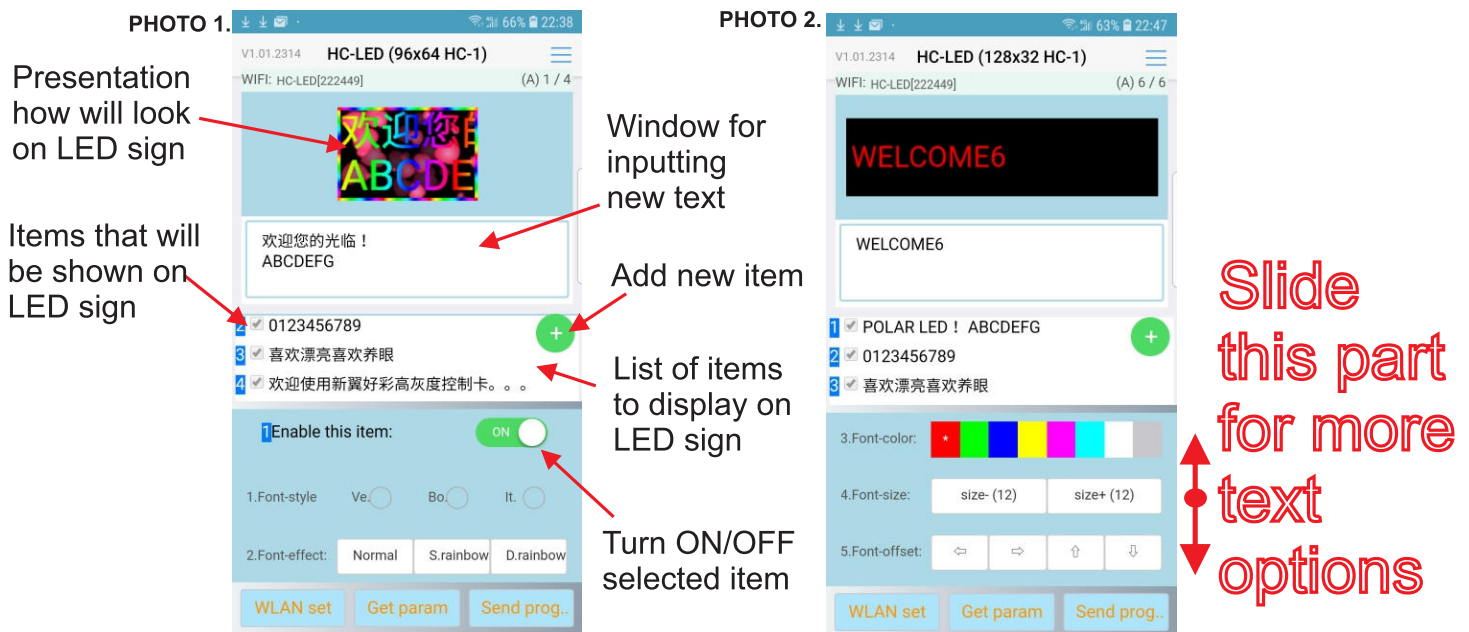 PHOTO 1.
66% 22:38
V1.01.2314 HC-LED (96x64 HC-1)
WIFI: HC-LED[222449] (A) 1 / 4
欢迎您的
ABCDE
欢迎您的光临！
ABCDEFG
2 0123456789
+
3 喜欢漂亮喜欢养眼
4 欢迎使用新翼好彩高灰度控制卡。。。
1 Enable this item: ON
1.Font-style Ve. Bo. It.
2.Font-effect: Normal S.rainbow D.rainbow
WLAN set Get param Send prog..
Presentation
how will look
on LED sign
Items that will
be shown on
LED sign
Window for
inputting
new text
Add new item
List of items
to display on
LED sign
Turn ON/OFF
selected item
PHOTO 2.
63% 22:47
V1.01.2314 HC-LED (128x32 HC-1)
WIFI: HC-LED[222449] (A) 6 / 6
WELCOME6
WELCOME6
1 POLAR LED！ ABCDEFG
+
2 0123456789
3 喜欢漂亮喜欢养眼
3.Font-color: *
4.Font-size: size- (12) size+ (12)
5.Font-offset: ⇦ ⇨ ⇧ ⇩
WLAN set Get param Send prog..
Slide
this part
for more
text
options